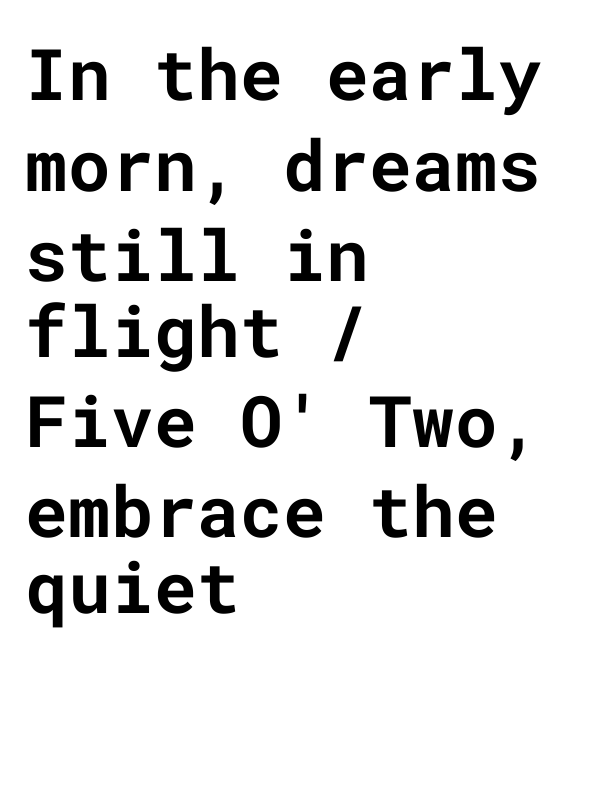 In the early
morn, dreams
still in
flight /
Five O' Two,
embrace the
quiet